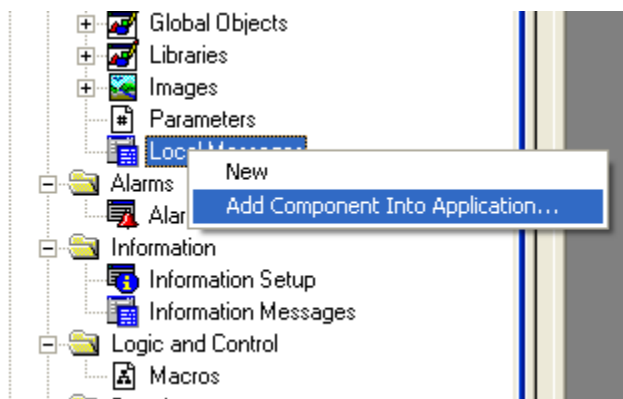 Global Objects
Libraries
Images
Parameters
Local
New
Alarms
Add Component Into Application...
Information
Information Setup
Information Messages
Logic and Control
Macros